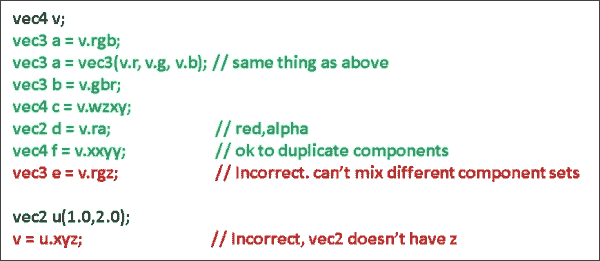 vec4 v;
vec3 a = v.rgb;
vec3 a = vec3(v.r, v.g, v.b); // same thing as above
vec3 b = v.gbr;
vec4 c = v.wzxy;
vec2 d = v.ra; // red,alpha
vec4 f = v.xxyy; // ok to duplicate components
vec3 e = v.rgz; // Incorrect. can't mix different component sets
vec2 u(1.0,2.0);
v = u.xyz; // Incorrect, vec2 doesn't have z